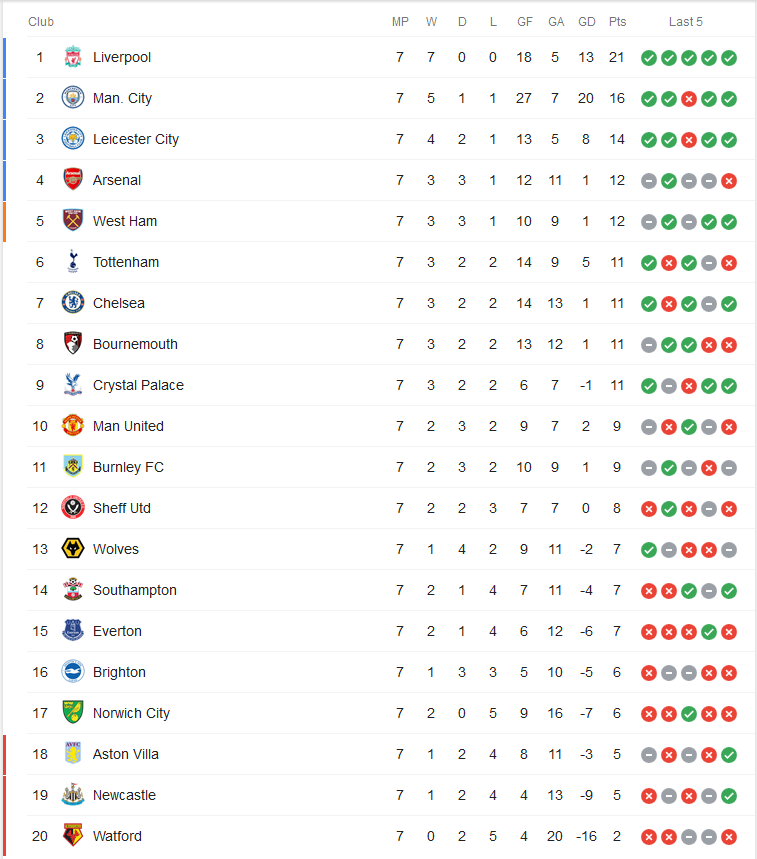 Club MP W D L GF GA GD Pts Last 5
1 Liverpool 7 7 0 0 18 5 13 21
2 Man. City 7 5 1 1 27 7 20 16
3 Leicester City 7 4 2 1 13 5 8 14
4 Arsenal 7 3 3 1 12 11 1 12
5 West Ham 7 3 3 1 10 9 1 12
6 Tottenham 7 3 2 2 14 9 5 11
7 Chelsea 7 3 2 2 14 13 1 11
8 Bournemouth 7 3 2 2 13 12 1 11
9 Crystal Palace 7 3 2 2 6 7 -1 11
10 Man United 7 2 3 2 9 7 2 9
11 Burnley FC 7 2 3 2 10 9 1 9
12 Sheff Utd 7 2 2 3 7 7 0 8
13 Wolves 7 1 4 2 9 11 -2 7
14 Southampton 7 2 1 4 7 11 -4 7
15 Everton 7 2 1 4 6 12 -6 7
16 Brighton 7 1 3 3 5 10 -5 6
17 Norwich City 7 2 0 5 9 16 -7 6
18 Aston Villa 7 1 2 4 8 11 -3 5
19 Newcastle 7 1 2 4 4 13 -9 5
20 Watford 7 0 2 5 4 20 -16 2